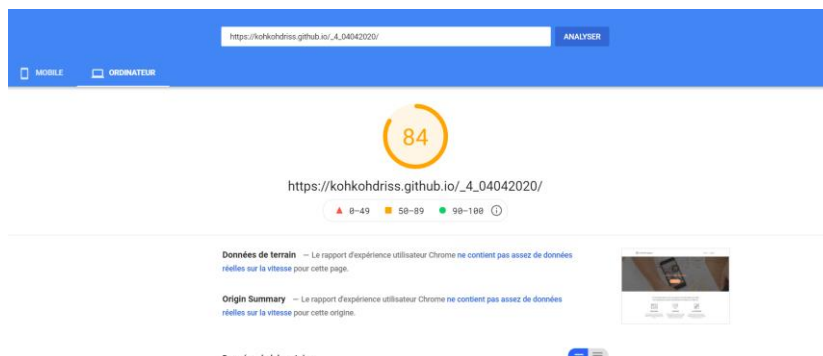 https://kohkohdriss.github.io/_4_04042020/
ANALYSER
MOBILE
ORDINATEUR
84
https://kohkohdriss.github.io/_4_04042020/
0-49
50-89
90-100
Données de terrain — Le rapport d'expérience utilisateur Chrome ne contient pas assez de données
réelles sur la vitesse pour cette page.
Origin Summary — Le rapport d'expérience utilisateur Chrome ne contient pas assez de données
réelles sur la vitesse pour cette origine.